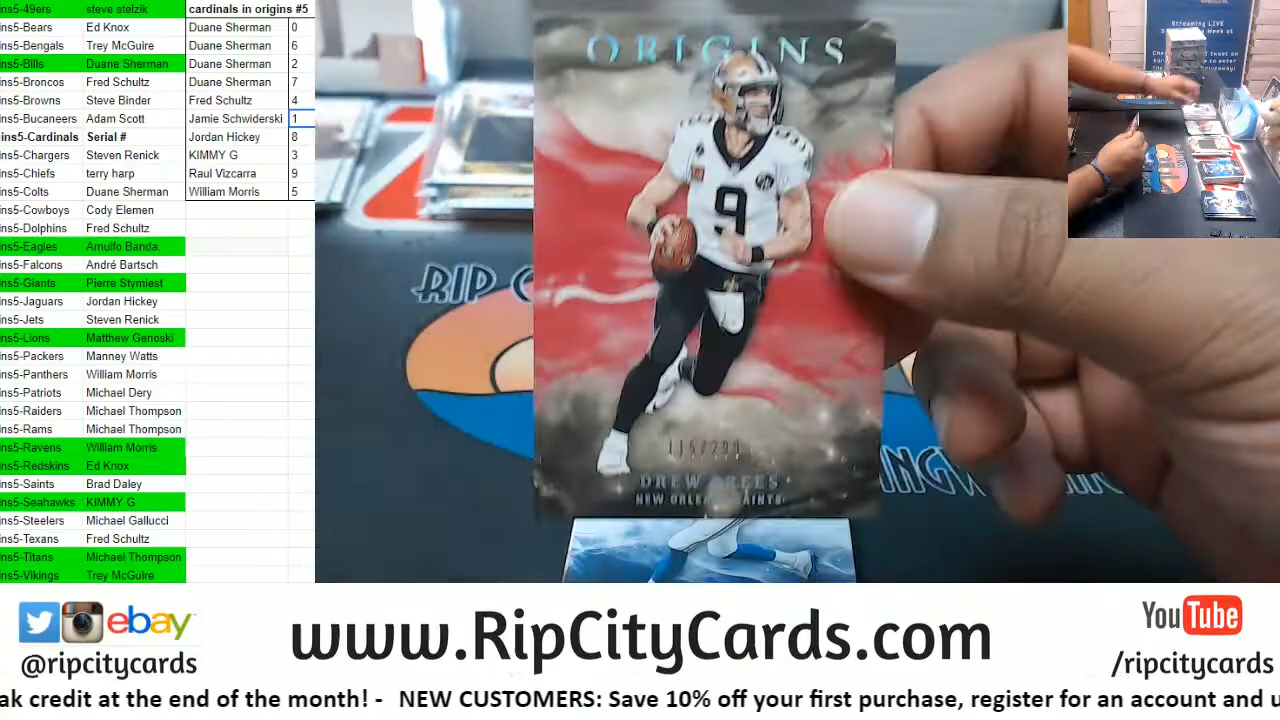 ins5-49ers steve stelzik cardinals in origins #5
ins5-Bears Ed Knox Duane Sherman 0
ins5-Bengals Trey McGuire Duane Sherman 6
ins5-Bills Duane Sherman Duane Sherman 2
ins5-Broncos Fred Schultz Duane Sherman 7
ins5-Browns Steve Binder Fred Schultz 4
ins5-Bucaneers Adam Scott Jamie Schwiderski 1
ins5-Cardinals Serial # Jordan Hickey 8
ins5-Chargers Steven Renick KIMMY G 3
ins5-Chiefs terry harp Raul Vizcarra 9
ins5-Colts Duane Sherman William Morris 5
ins5-Cowboys Cody Elemen
ins5-Dolphins Fred Schultz
ins5-Eagles Arnulfo Banda.
ins5-Falcons André Bartsch
ins5-Giants Pierre Stymiest
ins5-Jaguars Jordan Hickey
ins5-Jets Steven Renick
ins5-Lions Matthew Genoski
ins5-Packers Manney Watts
ins5-Panthers William Morris
ins5-Patriots Michael Dery
ins5-Raiders Michael Thompson
ins5-Rams Michael Thompson
ins5-Ravens William Morris
ins5-Redskins Ed Knox
ins5-Saints Brad Daley
ins5-Seahawks KIMMY G
ins5-Steelers Michael Gallucci
ins5-Texans Fred Schultz
ins5-Titans Michael Thompson
ins5-Vikings Trey McGuire
ORIGINS
9
DREW BREES
NEW ORLEANS SAINTS
RIP C
Streaming LIVE
ebay
@ripcitycards
www.RipCityCards.com
YouTube
/ripcitycards
ak credit at the end of the month! - NEW CUSTOMERS: Save 10% off your first purchase, register for an account and u